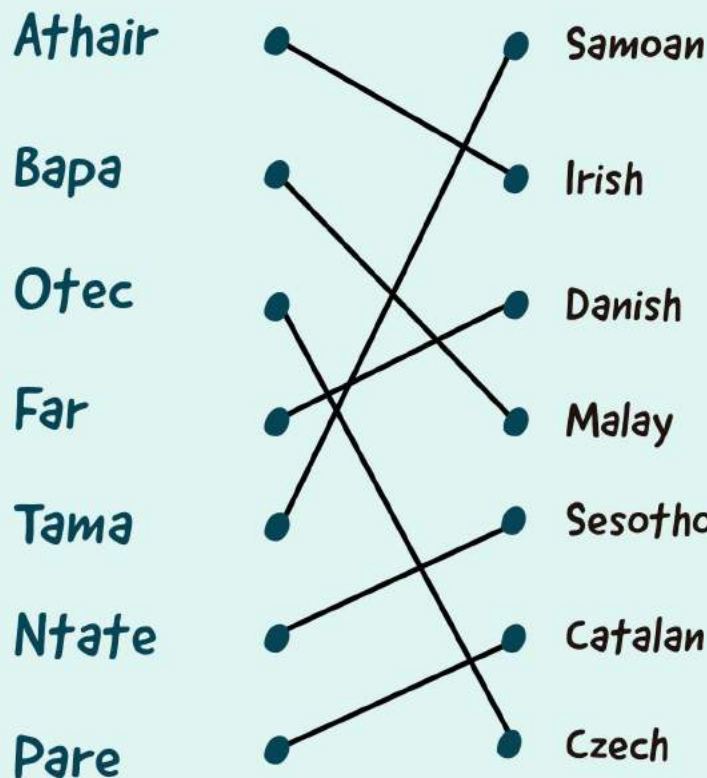 Athair Samoan
Bapa Irish
Otec Danish
Far Malay
Tama Sesotho
Ntate Catalan
Pare Czech